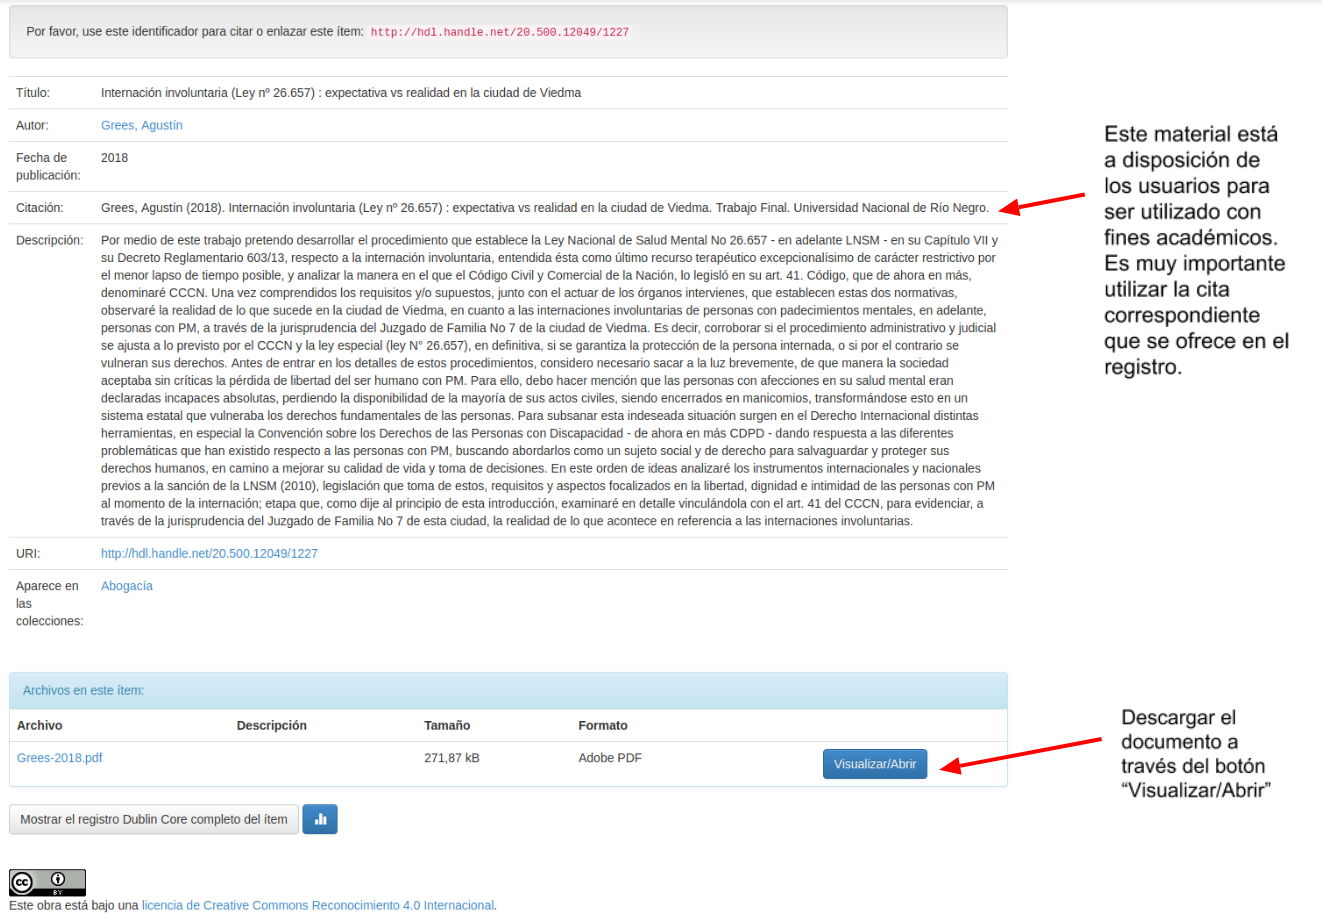 Por favor, use este identificador para citar o enlazar este ítem: http://hdl.handle.net/20.500.12049/1227
Título: Internación involuntaria (Ley nº 26.657) : expectativa vs realidad en la ciudad de Viedma
Autor: Grees, Agustín
Fecha de publicación: 2018
Citación: Grees, Agustín (2018). Internación involuntaria (Ley nº 26.657) : expectativa vs realidad en la ciudad de Viedma. Trabajo Final. Universidad Nacional de Río Negro.
Descripción: Por medio de este trabajo pretendo desarrollar el procedimiento que establece la Ley Nacional de Salud Mental No 26.657 - en adelante LNSM - en su Capítulo VII y
su Decreto Reglamentario 603/13, respecto a la internación involuntaria, entendida ésta como último recurso terapéutico excepcionalísimo de carácter restrictivo por
el menor lapso de tiempo posible, y analizar la manera en el que el Código Civil y Comercial de la Nación, lo legisló en su art. 41. Código, que de ahora en más,
denominaré CCCN. Una vez comprendidos los requisitos y/o supuestos, junto con el actuar de los órganos intervienes, que establecen estas dos normativas,
observaré la realidad de lo que sucede en la ciudad de Viedma, en cuanto a las internaciones involuntarias de personas con padecimientos mentales, en adelante,
personas con PM, a través de la jurisprudencia del Juzgado de Familia No 7 de la ciudad de Viedma. Es decir, corroborar si el procedimiento administrativo y judicial
se ajusta a lo previsto por el CCCN y la ley especial (ley N° 26.657), en definitiva, si se garantiza la protección de la persona internada, o si por el contrario se
vulneran sus derechos. Antes de entrar en los detalles de estos procedimientos, considero necesario sacar a la luz brevemente, de que manera la sociedad
aceptaba sin críticas la pérdida de libertad del ser humano con PM. Para ello, debo hacer mención que las personas con afecciones en su salud mental eran
declaradas incapaces absolutas, perdiendo la disponibilidad de la mayoría de sus actos civiles, siendo encerrados en manicomios, transformándose esto en un
sistema estatal que vulneraba los derechos fundamentales de las personas. Para subsanar esta indeseada situación surgen en el Derecho Internacional distintas
herramientas, en especial la Convención sobre los Derechos de las Personas con Discapacidad - de ahora en más CDPD - dando respuesta a las diferentes
problemáticas que han existido respecto a las personas con PM, buscando abordarlos como un sujeto social y de derecho para salvaguardar y proteger sus
derechos humanos, en camino a mejorar su calidad de vida y toma de decisiones. En este orden de ideas analizaré los instrumentos internacionales y nacionales
previos a la sanción de la LNSM (2010), legislación que toma de estos, requisitos y aspectos focalizados en la libertad, dignidad e intimidad de las personas con PM
al momento de la internación; etapa que, como dije al principio de esta introducción, examinaré en detalle vinculándola con el art. 41 del CCCN, para evidenciar, a
través de la jurisprudencia del Juzgado de Familia No 7 de esta ciudad, la realidad de lo que acontece en referencia a las internaciones involuntarias.
URI: http://hdl.handle.net/20.500.12049/1227
Aparece en las colecciones: Abogacía
Archivos en este ítem:
Archivo Descripción Tamaño Formato
Grees-2018.pdf 271,87 kB Adobe PDF Visualizar/Abrir
Mostrar el registro Dublin Core completo del ítem
cc BY
Este obra está bajo una licencia de Creative Commons Reconocimiento 4.0 Internacional.
Este material está
a disposición de
los usuarios para
ser utilizado con
fines académicos.
Es muy importante
utilizar la cita
correspondiente
que se ofrece en el
registro.
Descargar el
documento a
través del botón
“Visualizar/Abrir”